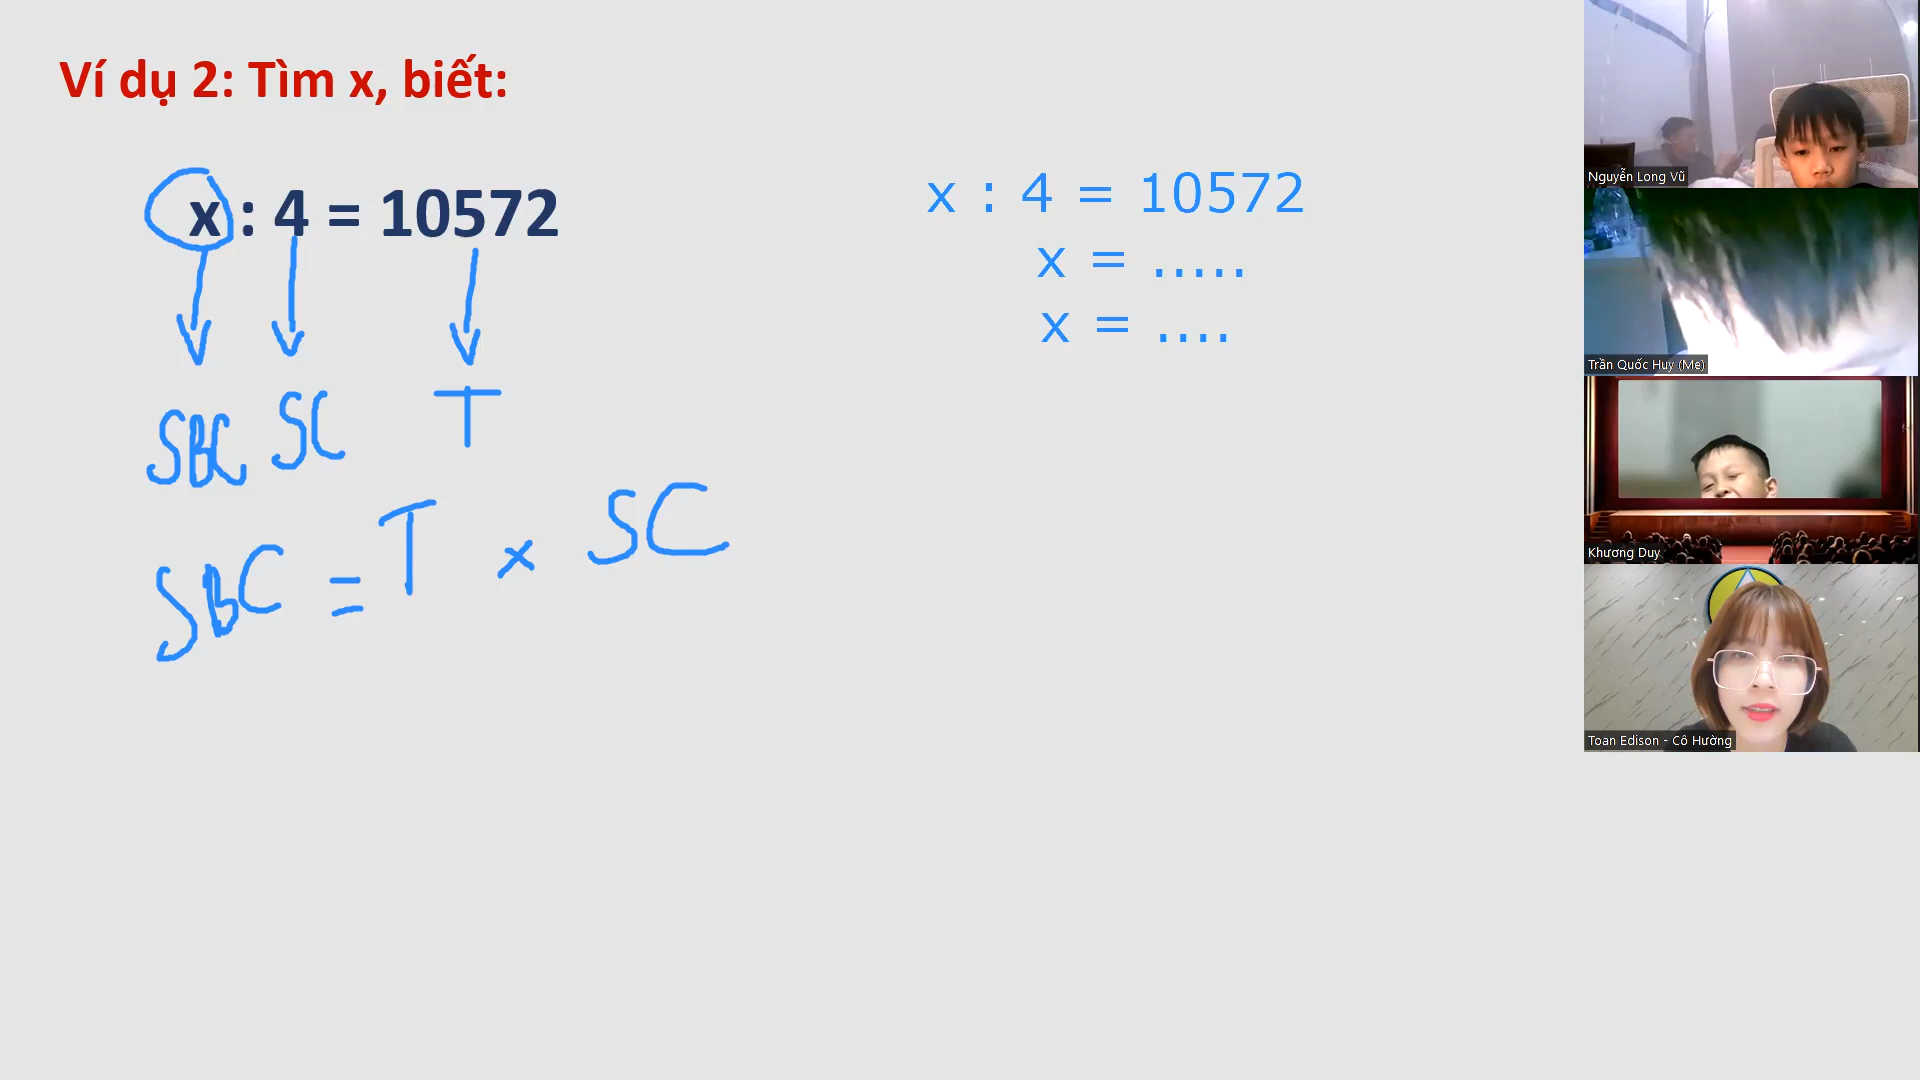 Ví dụ 2: Tìm x, biết:
x : 4 = 10572
SBC SC T
SBC = T x SC
x : 4 = 10572
x = .....
x = ....
Nguyễn Long Vũ
Trần Quốc Huy (Mẹ)
Khương Duy
Toan Edison - Cô Hường